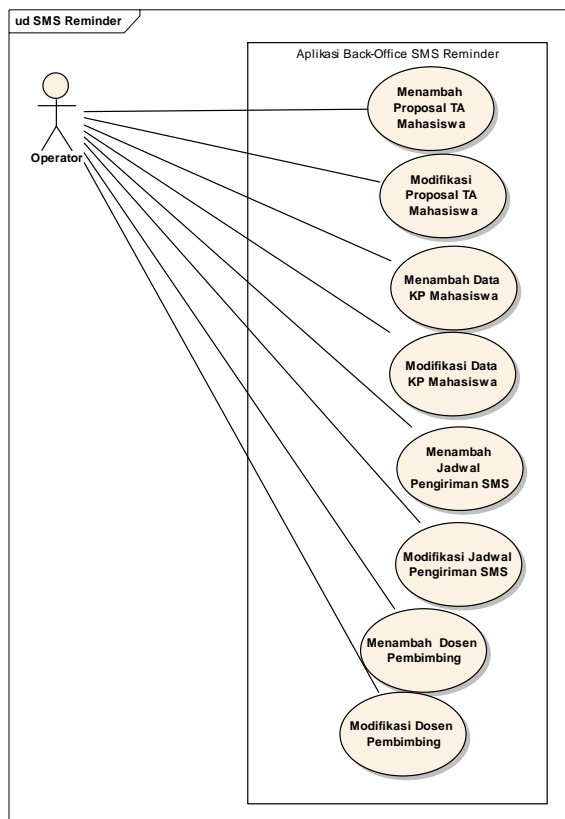 ud SMS Reminder
Aplikasi Back-Office SMS Reminder
Operator
Menambah
Proposal TA
Mahasiswa
Modifikasi
Proposal TA
Mahasiswa
Menambah Data
KP Mahasiswa
Modifikasi Data
KP Mahasiswa
Menambah
Jadwal
Pengiriman SMS
Modifikasi Jadwal
Pengiriman SMS
Menambah Dosen
Pembimbing
Modifikasi Dosen
Pembimbing